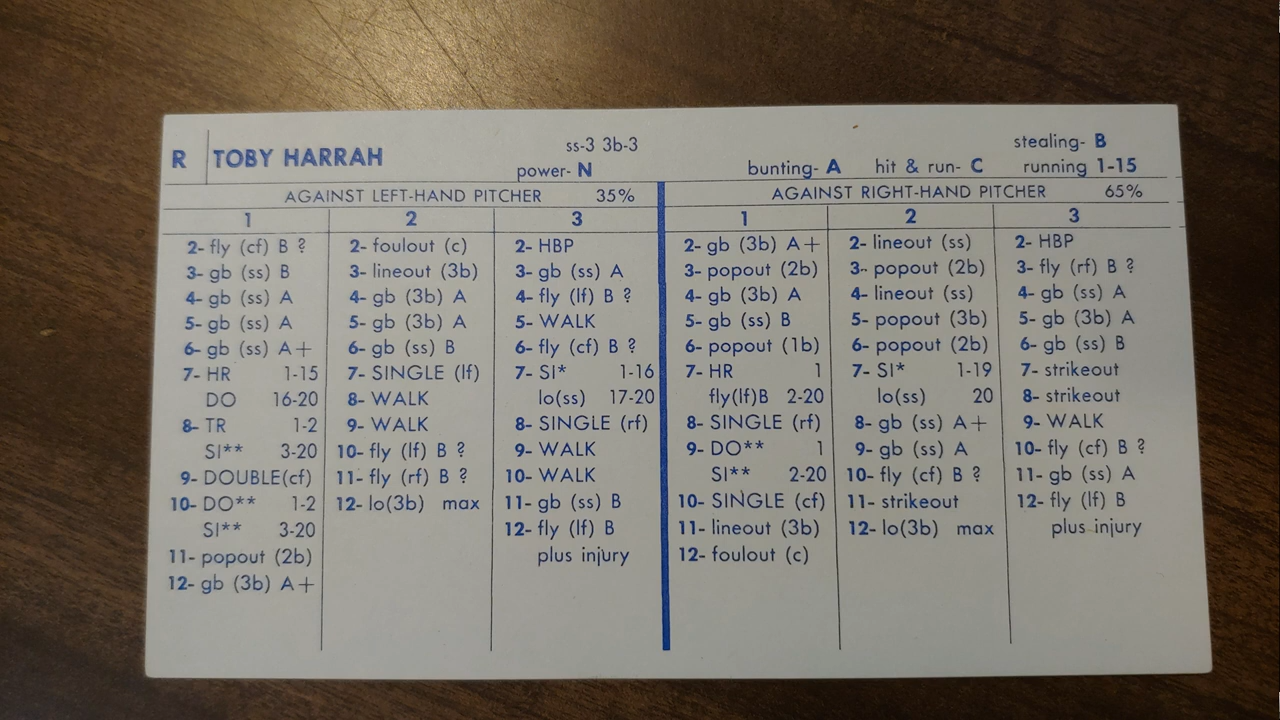 ss-3 3b-3
stealing- B
R TOBY HARRAH
power- N
bunting- A hit & run- C running 1-15
AGAINST LEFT-HAND PITCHER 35%
1 2 3
2- fly (cf) B ?
3- gb (ss) B
4- gb (ss) A
5- gb (ss) A
6- gb (ss) A+
7- HR 1-15
DO 16-20
8- TR 1-2
SI** 3-20
9- DOUBLE(cf)
10- DO** 1-2
SI** 3-20
11- popout (2b)
12- gb (3b) A+
2- foulout (c)
3- lineout (3b)
4- gb (3b) A
5- gb (3b) A
6- gb (ss) B
7- SINGLE (lf)
8- WALK
9- WALK
10- fly (lf) B ?
11- fly (rf) B ?
12- lo(3b) max
2- HBP
3- gb (ss) A
4- fly (lf) B ?
5- WALK
6- fly (cf) B ?
7- SI* 1-16
lo(ss) 17-20
8- SINGLE (rf)
9- WALK
10- WALK
11- gb (ss) B
12- fly (lf) B
plus injury
AGAINST RIGHT-HAND PITCHER 65%
1 2 3
2- gb (3b) A+
3- popout (2b)
4- gb (3b) A
5- gb (ss) B
6- popout (1b)
7- HR 1
fly(lf)B 2-20
8- SINGLE (rf)
9- DO** 1
SI** 2-20
10- SINGLE (cf)
11- lineout (3b)
12- foulout (c)
2- lineout (ss)
3- popout (2b)
4- lineout (ss)
5- popout (3b)
6- popout (2b)
7- SI* 1-19
lo(ss) 20
8- gb (ss) A+
9- gb (ss) A
10- fly (cf) B ?
11- strikeout
12- lo(3b) max
2- HBP
3- fly (rf) B ?
4- gb (ss) A
5- gb (3b) A
6- gb (ss) B
7- strikeout
8- strikeout
9- WALK
10- fly (cf) B ?
11- gb (ss) A
12- fly (lf) B
plus injury